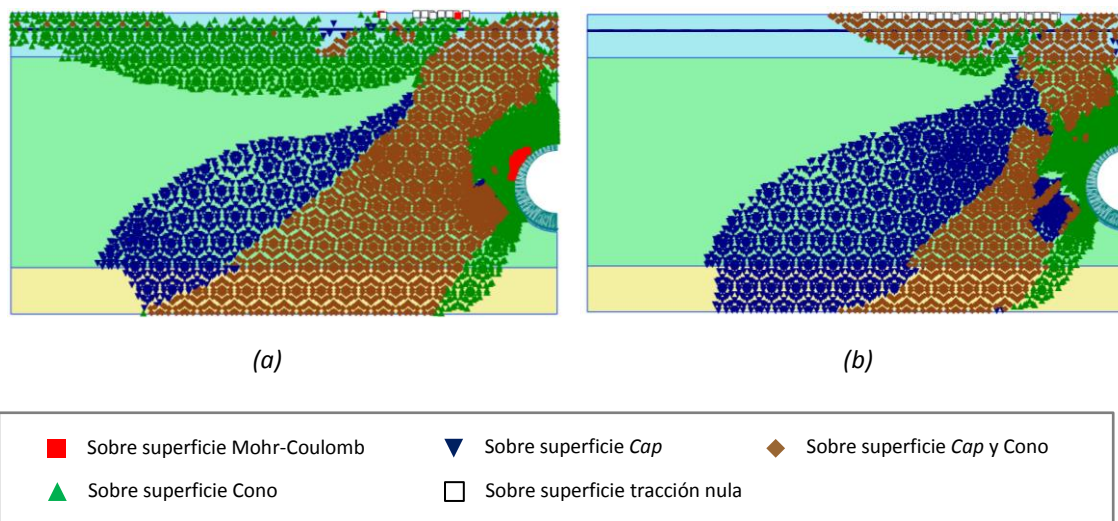 (a)
(b)
Sobre superficie Mohr-Coulomb
Sobre superficie Cap
Sobre superficie Cap y Cono
Sobre superficie Cono
Sobre superficie tracción nula